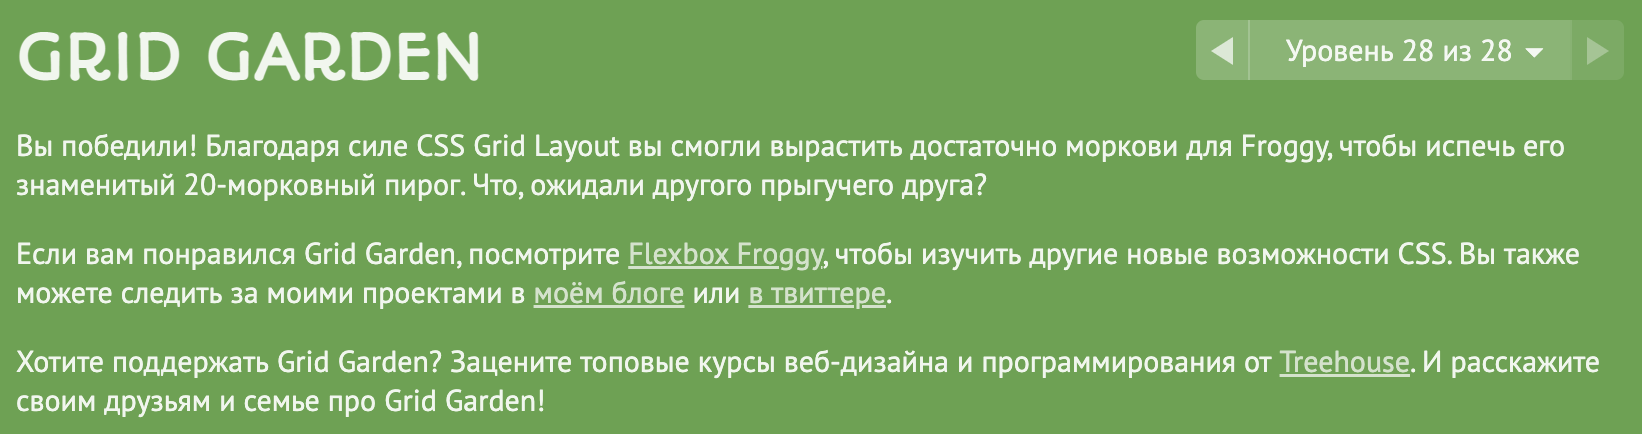 GRID GARDEN
Уровень 28 из 28
Вы победили! Благодаря силе CSS Grid Layout вы смогли вырастить достаточно моркови для Froggy, чтобы испечь его
знаменитый 20-морковный пирог. Что, ожидали другого прыгучего друга?
Если вам понравился Grid Garden, посмотрите Flexbox Froggy, чтобы изучить другие новые возможности CSS. Вы также
можете следить за моими проектами в моём блоге или в твиттере.
Хотите поддержать Grid Garden? Зацените топовые курсы веб-дизайна и программирования от Treehouse. И расскажите
своим друзьям и семье про Grid Garden!